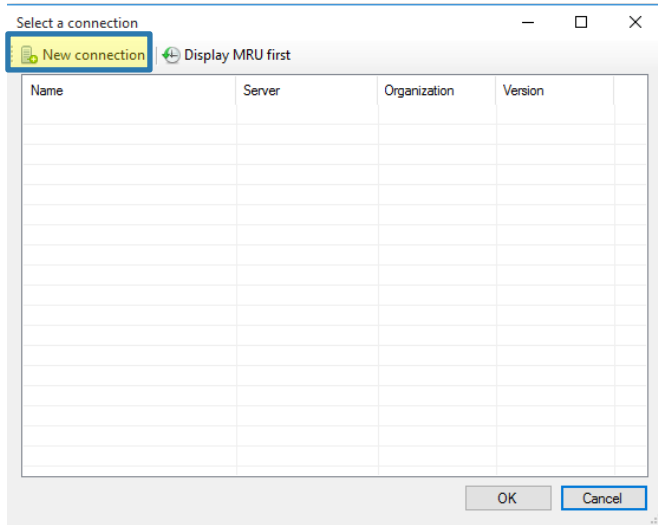 Select a connection
New connection Display MRU first
Name Server Organization Version
OK Cancel